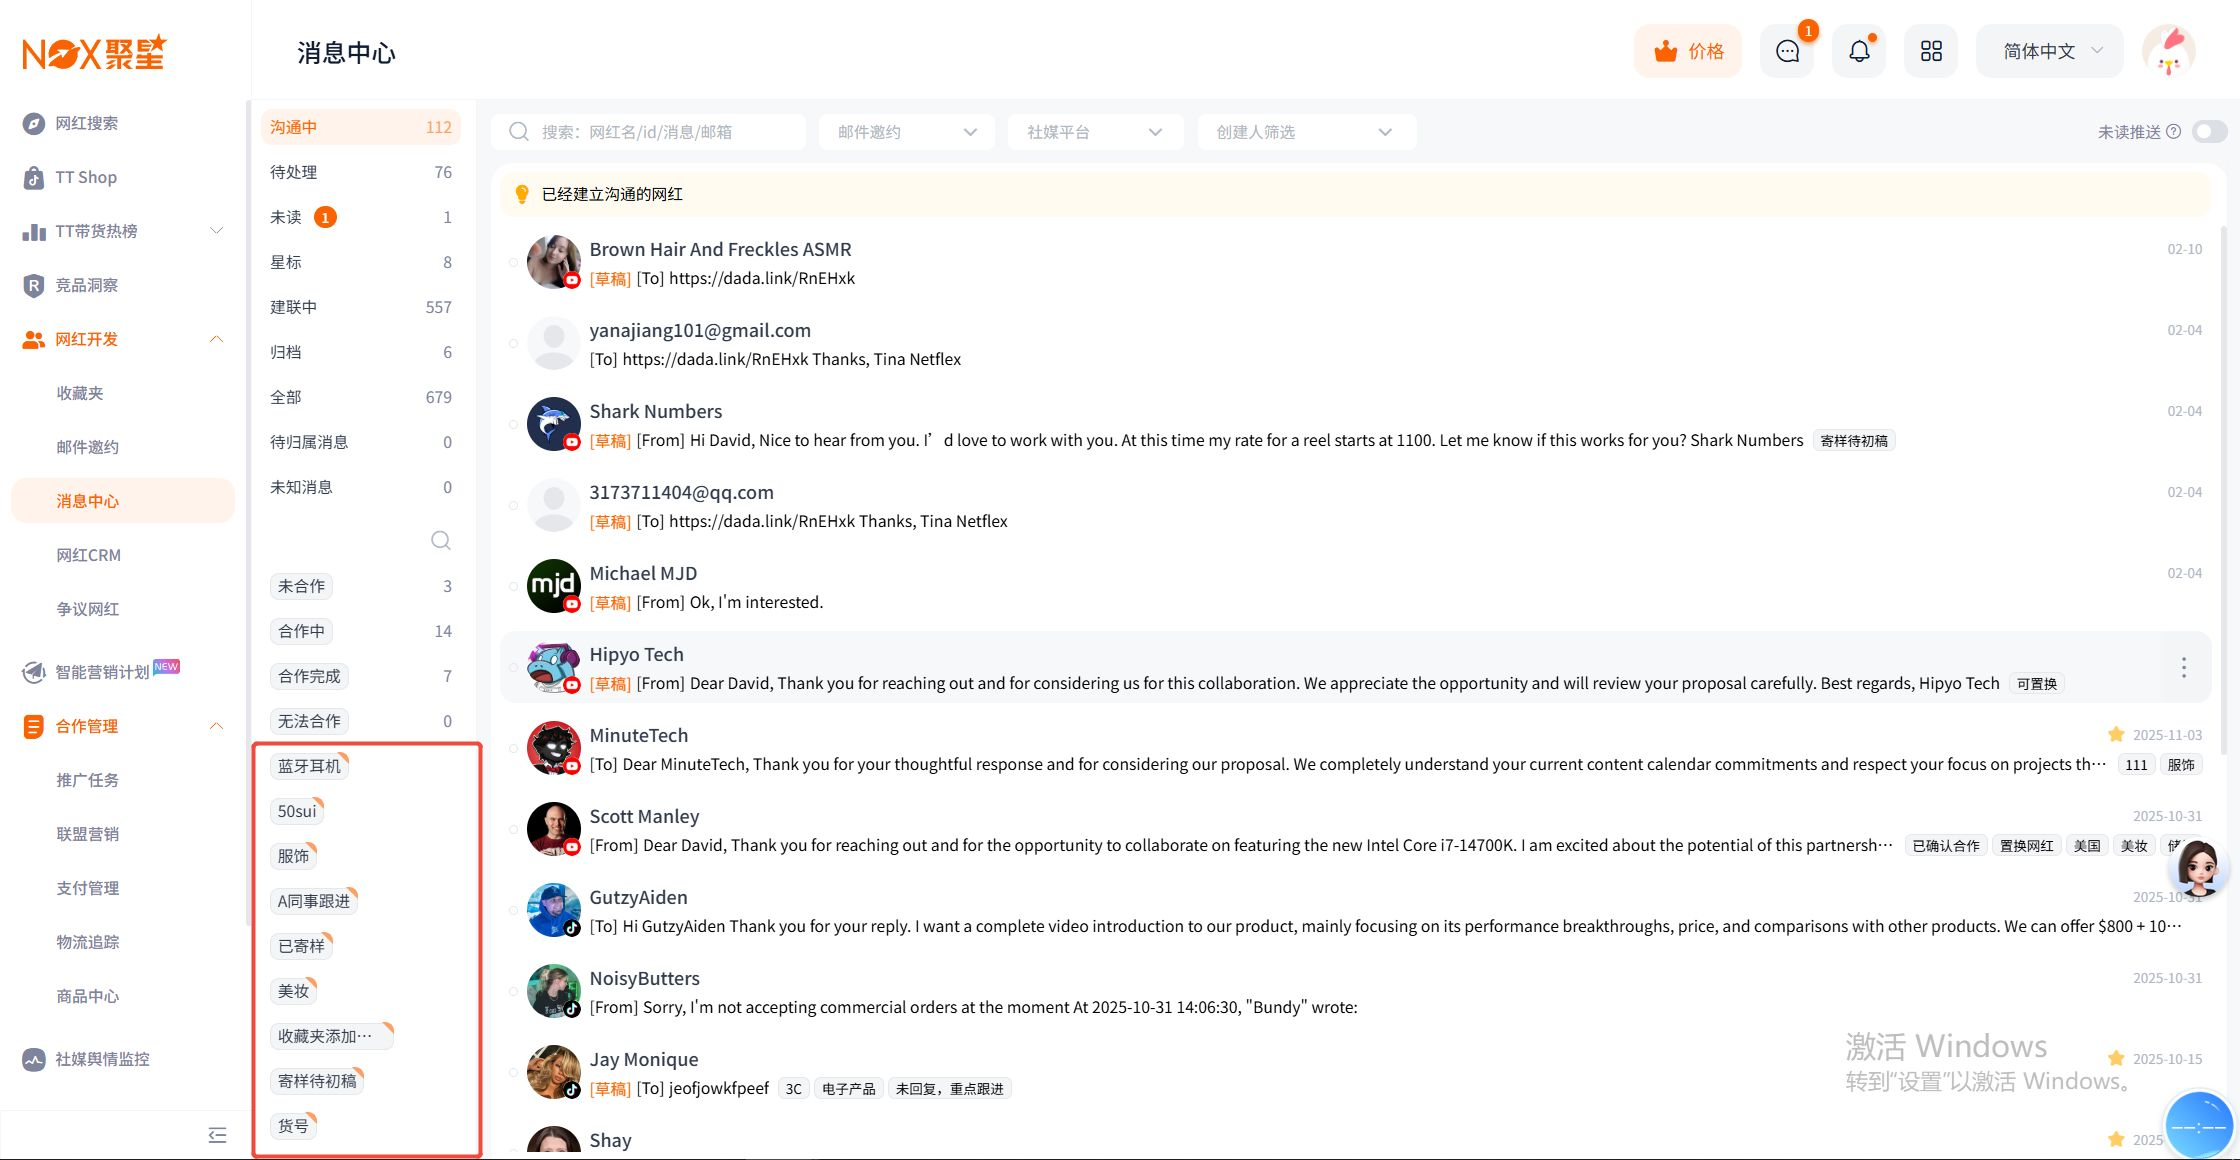 NOX聚星
消息中心
价格
1
简体中文
网红搜索
TT Shop
TT带货热榜
竞品洞察
网红开发
收藏夹
邮件邀约
消息中心
网红CRM
争议网红
智能营销计划 NEW
合作管理
推广任务
联盟营销
支付管理
物流追踪
商品中心
社媒舆情监控
沟通中 112
待处理 76
未读 1 1
星标 8
建联中 557
归档 6
全部 679
待归属消息 0
未知消息 0
未合作 3
合作中 14
合作完成 7
无法合作 0
蓝牙耳机
50sui
服饰
A同事跟进
已寄样
美妆
收藏夹添加···
寄样待初稿
货号
搜索：网红名/id/消息/邮箱
邮件邀约
社媒平台
创建人筛选
未读推送
已经建立沟通的网红
Brown Hair And Freckles ASMR 02-10
[草稿] [To] https://dada.link/RnEHxk
yanajiang101@gmail.com 02-04
[To] https://dada.link/RnEHxk Thanks, Tina Netflex
Shark Numbers 02-04
[草稿] [From] Hi David, Nice to hear from you. I’d love to work with you. At this time my rate for a reel starts at 1100. Let me know if this works for you? Shark Numbers 寄样待初稿
3173711404@qq.com 02-04
[草稿] [To] https://dada.link/RnEHxk Thanks, Tina Netflex
mjd
Michael MJD 02-04
[草稿] [From] Ok, I'm interested.
Hipyo Tech
[草稿] [From] Dear David, Thank you for reaching out and for considering us for this collaboration. We appreciate the opportunity and will review your proposal carefully. Best regards, Hipyo Tech 可置换
MinuteTech 2025-11-03
[To] Dear MinuteTech, Thank you for your thoughtful response and for considering our proposal. We completely understand your current content calendar commitments and respect your focus on projects th··· 111 服饰
Scott Manley 2025-10-31
[From] Dear David, Thank you for reaching out and for the opportunity to collaborate on featuring the new Intel Core i7-14700K. I am excited about the potential of this partnersh··· 已确认合作 置换网红 美国 美妆
GutzyAiden 2025-10-31
[To] Hi GutzyAiden Thank you for your reply. I want a complete video introduction to our product, mainly focusing on its performance breakthroughs, price, and comparisons with other products. We can offer $800 + 10···
NoisyButters 2025-10-31
[From] Sorry, I'm not accepting commercial orders at the moment At 2025-10-31 14:06:30, "Bundy" wrote:
Jay Monique 2025-10-15
[草稿] [To] jeofjowkfpeef 3C 电子产品 未回复，重点跟进
Shay 2025
激活 Windows
转到“设置”以激活 Windows。
--:--